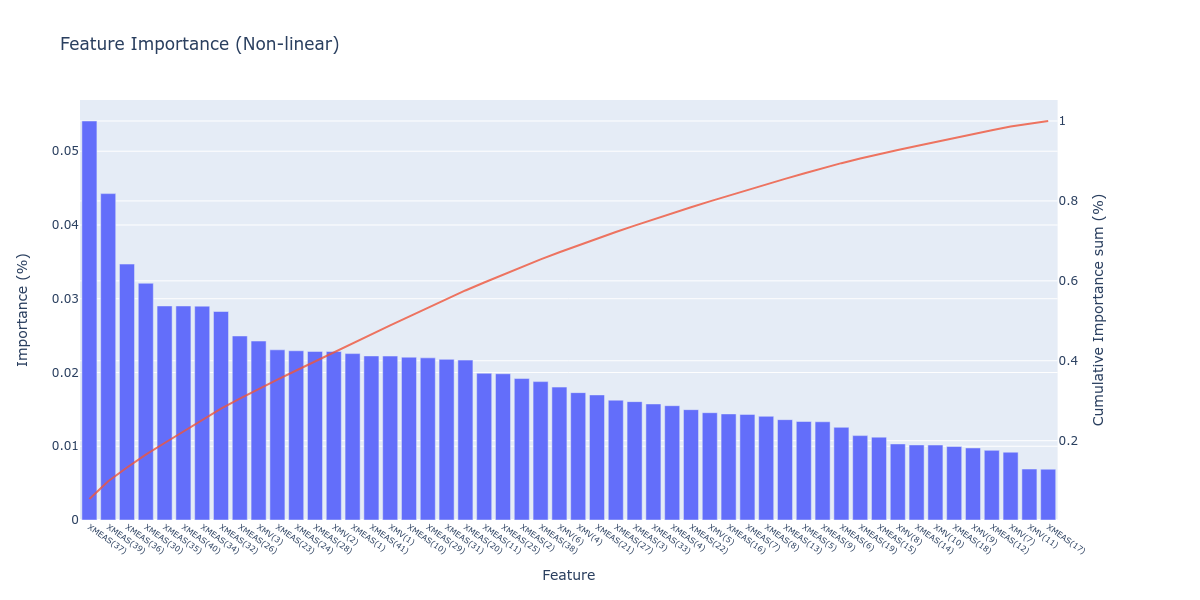 Feature Importance (Non-linear)
0.05
0.04
0.03
0.02
0.01
0
1
0.8
0.6
0.4
0.2
Importance (%)
Cumulative Importance sum (%)
XMEAS(37)
XMEAS(39)
XMEAS(36)
XMEAS(30)
XMEAS(35)
XMEAS(40)
XMEAS(34)
XMEAS(32)
XMEAS(26)
XMV(3)
XMEAS(23)
XMEAS(24)
XMEAS(28)
XMV(2)
XMEAS(1)
XMEAS(41)
XMV(1)
XMEAS(10)
XMEAS(29)
XMEAS(31)
XMEAS(20)
XMEAS(11)
XMEAS(25)
XMEAS(2)
XMEAS(38)
XMV(6)
XMV(4)
XMEAS(21)
XMEAS(27)
XMEAS(3)
XMEAS(33)
XMEAS(4)
XMEAS(22)
XMV(5)
XMEAS(16)
XMEAS(7)
XMEAS(8)
XMEAS(13)
XMEAS(5)
XMEAS(9)
XMEAS(6)
XMEAS(19)
XMEAS(15)
XMV(8)
XMEAS(14)
XMV(10)
XMEAS(18)
XMV(9)
XMEAS(12)
XMV(7)
XMV(11)
XMEAS(17)
Feature